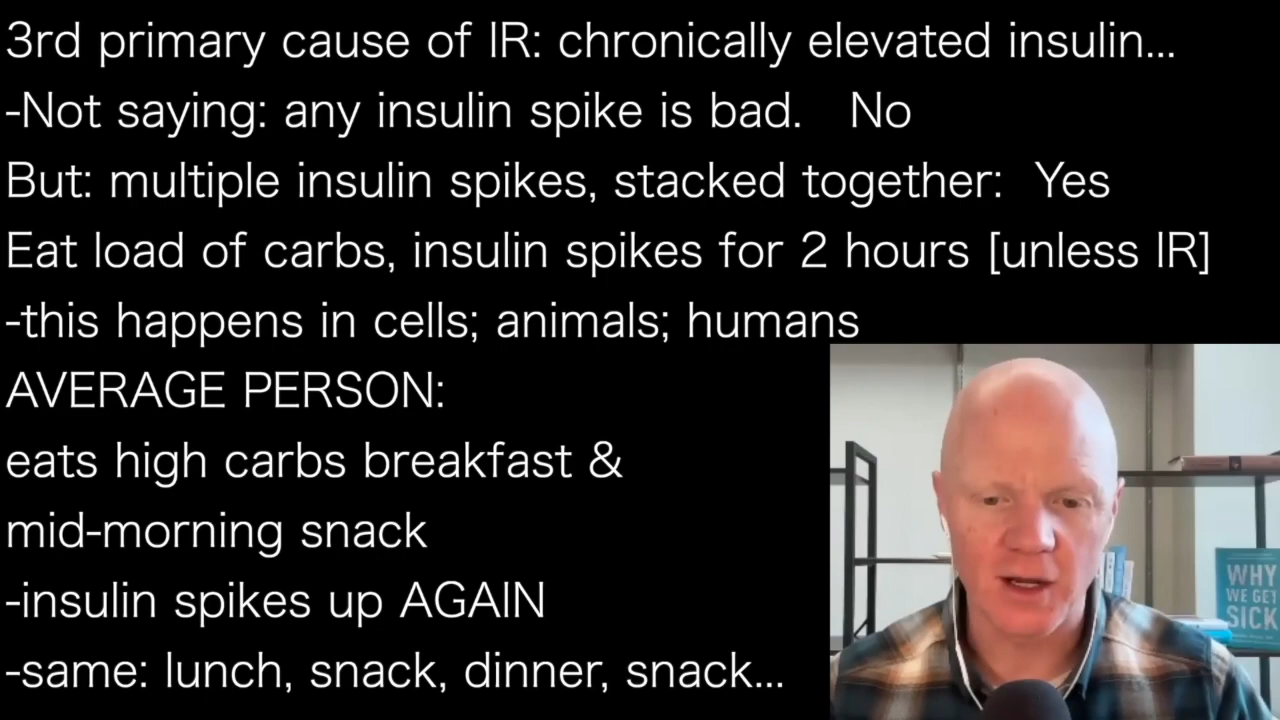 3rd primary cause of IR: chronically elevated insulin...
-Not saying: any insulin spike is bad. No
But: multiple insulin spikes, stacked together: Yes
Eat load of carbs, insulin spikes for 2 hours [unless IR]
-this happens in cells; animals; humans
AVERAGE PERSON:
eats high carbs breakfast &
mid-morning snack
-insulin spikes up AGAIN
-same: lunch, snack, dinner, snack...
WHY
WE GET
SICK